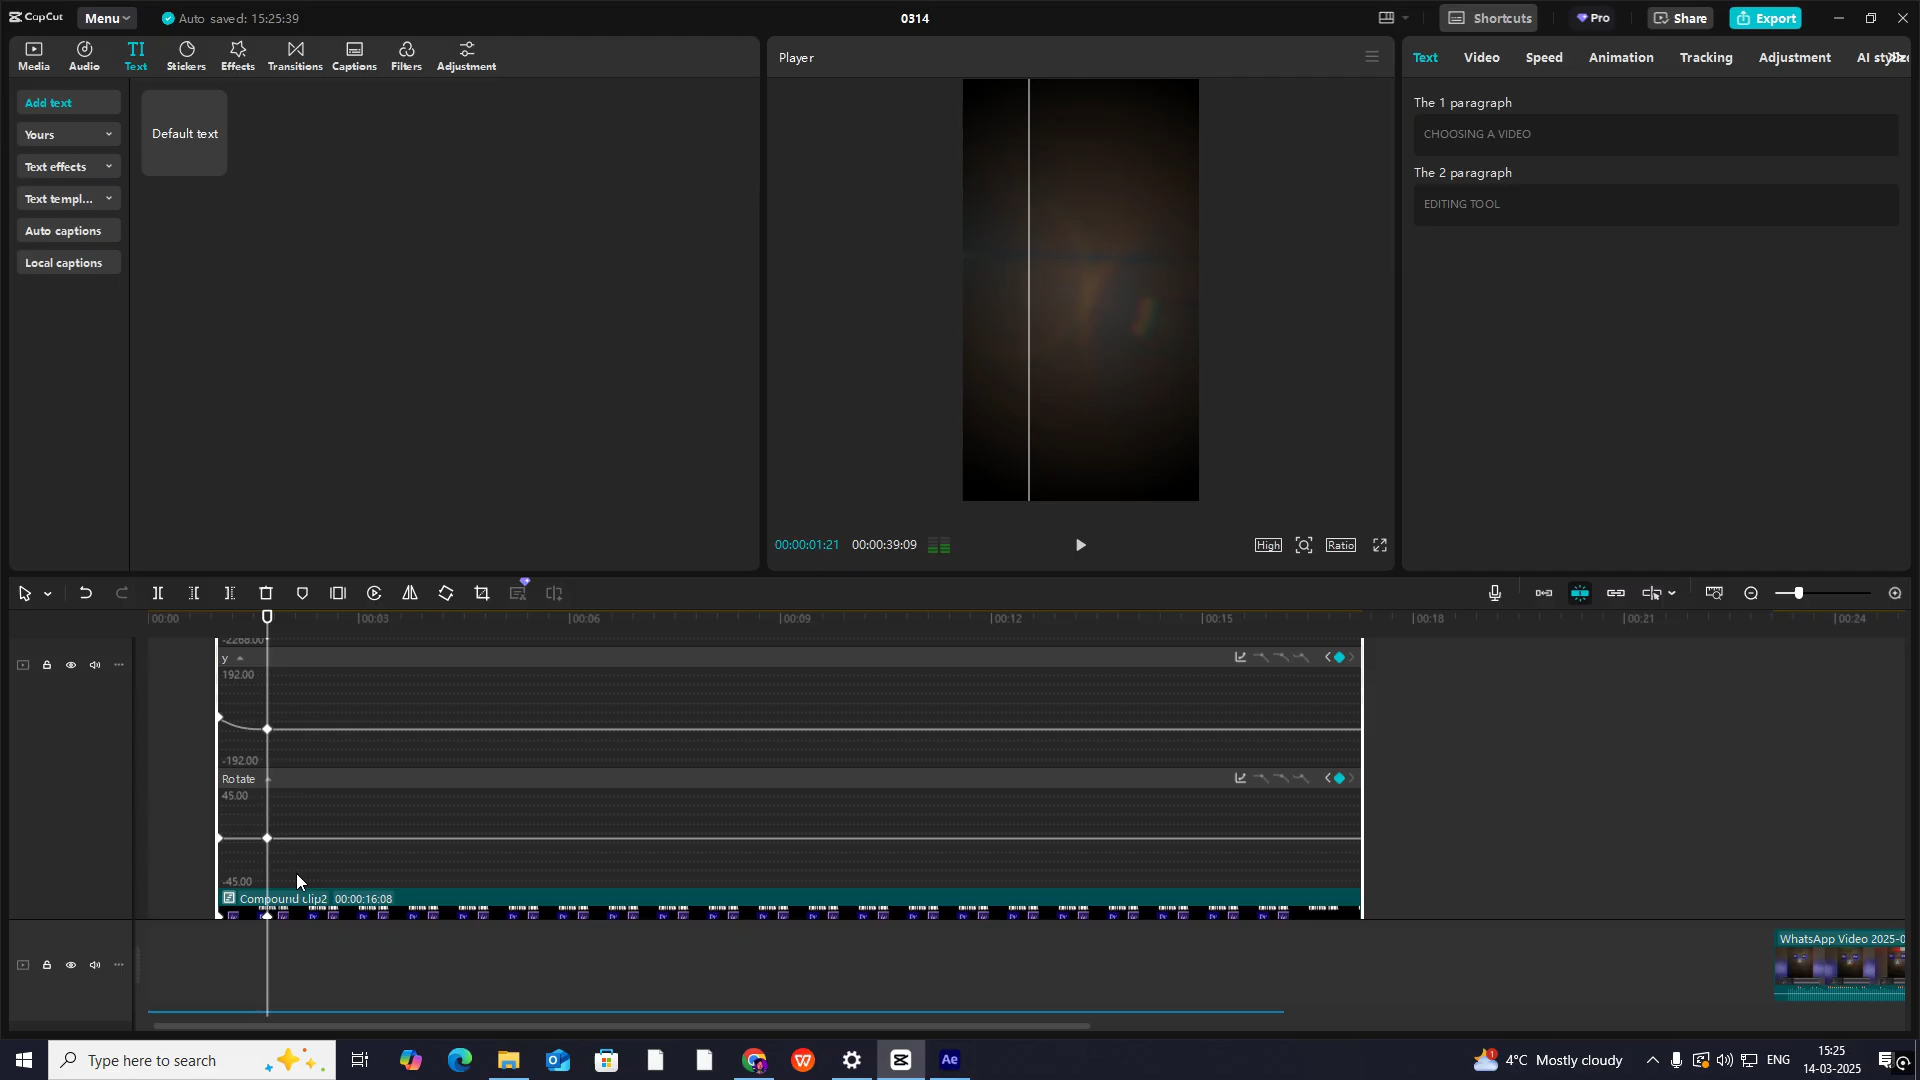 CapCut
Menu
Auto saved: 15:25:39
0314
Shortcuts
Pro
Share
Export
Media
Audio
TI
Text
Stickers
Effects
Transitions
Captions
Filters
Adjustment
Player
Text
Video
Speed
Animation
Tracking
Adjustment
Add text
Yours
Text effects
Text templ...
Auto captions
Local captions
Default text
The 1 paragraph
CHOOSING A VIDEO
The 2 paragraph
EDITING TOOL
00:00:01:21
00:00:39:09
High
Ratio
00:00
00:03
00:06
00:09
00:12
00:15
00:18
00:21
00:24
-2268.00
y
192.00
-192.00
Rotate
45.00
-45.00
Compound clip2
00:00:16:08
WhatsApp Video 2025-0
Type here to search
Ae
4°C Mostly cloudy
ENG
15:25
14-03-2025